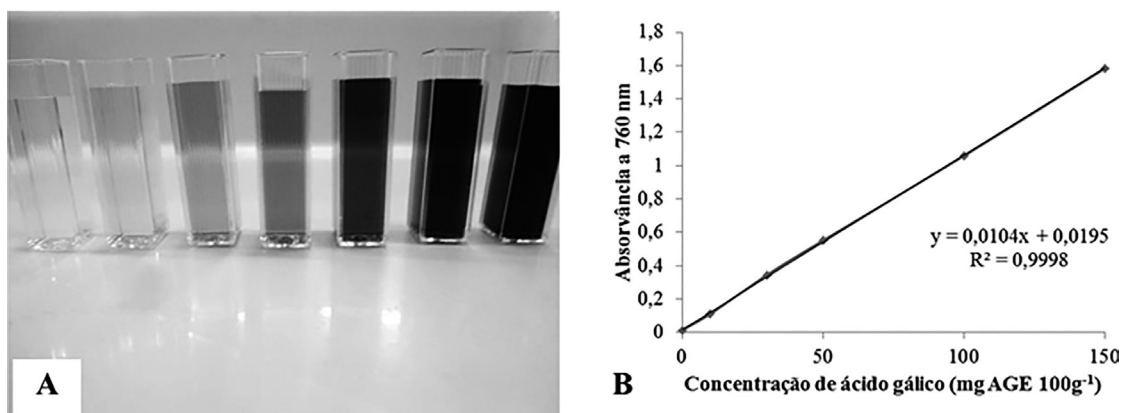 A
B
1,8
1,6
1,4
1,2
1
0,8
0,6
0,4
0,2
0
Absorvância a 760 nm
y = 0,0104x + 0,0195
R² = 0,9998
0
50
100
150
Concentração de ácido gálico (mg AGE 100g⁻¹)